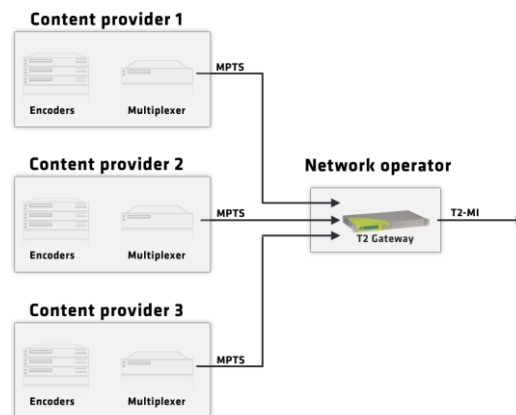 Content provider 1
MPTS
Encoders
Multiplexer
Content provider 2
Network operator
MPTS
T2-MI
T2 Gateway
Encoders
Multiplexer
Content provider 3
MPTS
Encoders
Multiplexer